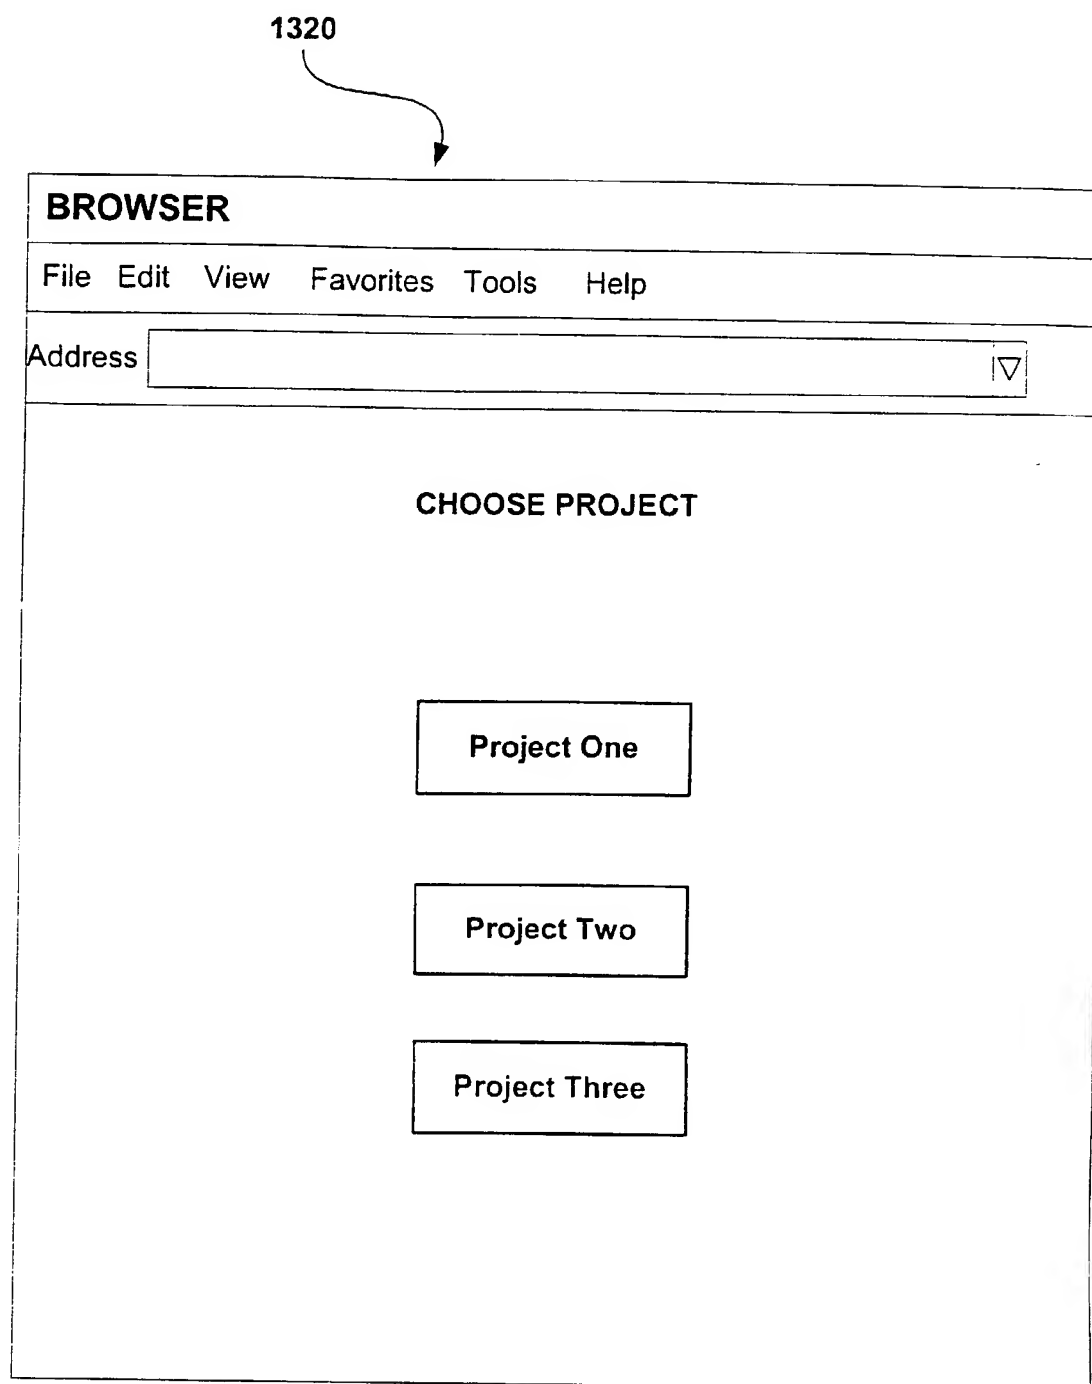 1320
BROWSER
File Edit View Favorites Tools Help
Address
CHOOSE PROJECT
Project One
Project Two
Project Three